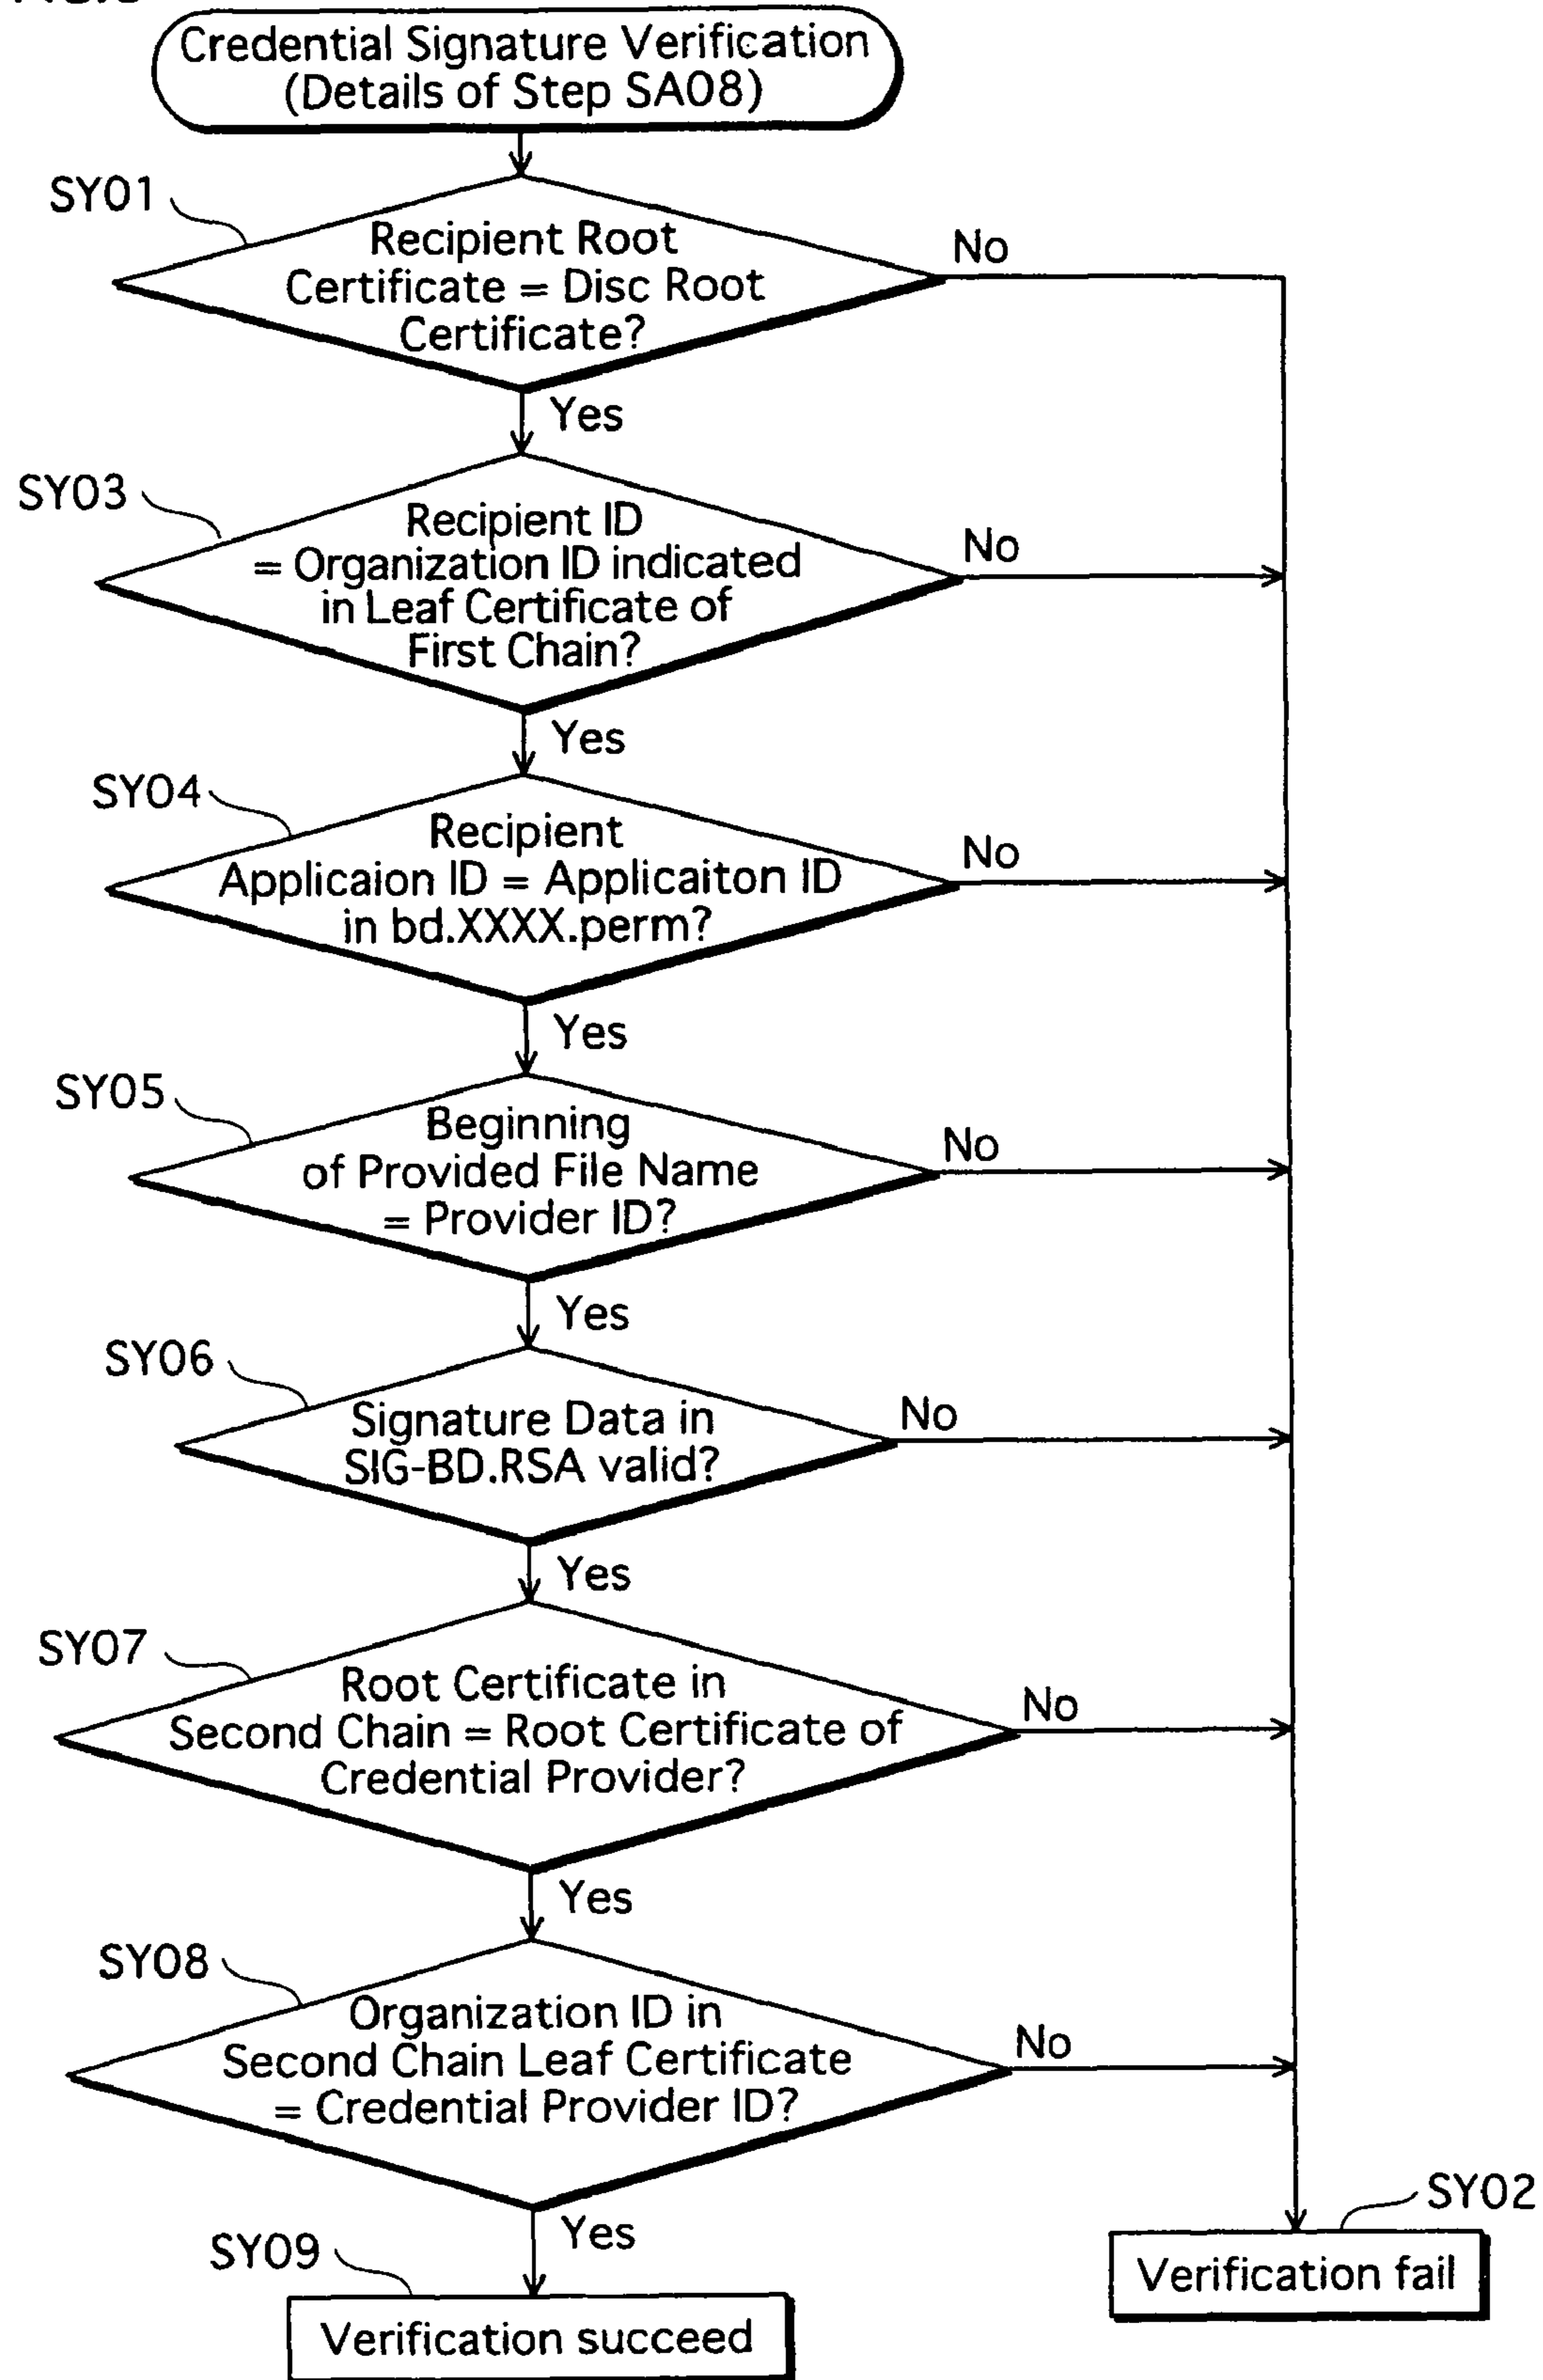 Credential Signature Verification
(Details of Step SA08)
SY01
Recipient Root
Certificate = Disc Root
Certificate?
No
Yes
SY03
Recipient ID
= Organization ID indicated
in Leaf Certificate of
First Chain?
No
Yes
SY04
Recipient
Applicaion ID = Applicaiton ID
in bd.XXXX.perm?
No
Yes
SY05
Beginning
of Provided File Name
= Provider ID?
No
Yes
SY06
Signature Data in
SIG-BD.RSA valid?
No
Yes
SY07
Root Certificate in
Second Chain = Root Certificate of
Credential Provider?
No
Yes
SY08
Organization ID in
Second Chain Leaf Certificate
= Credential Provider ID?
No
Yes
SY02
Verification fail
SY09
Verification succeed